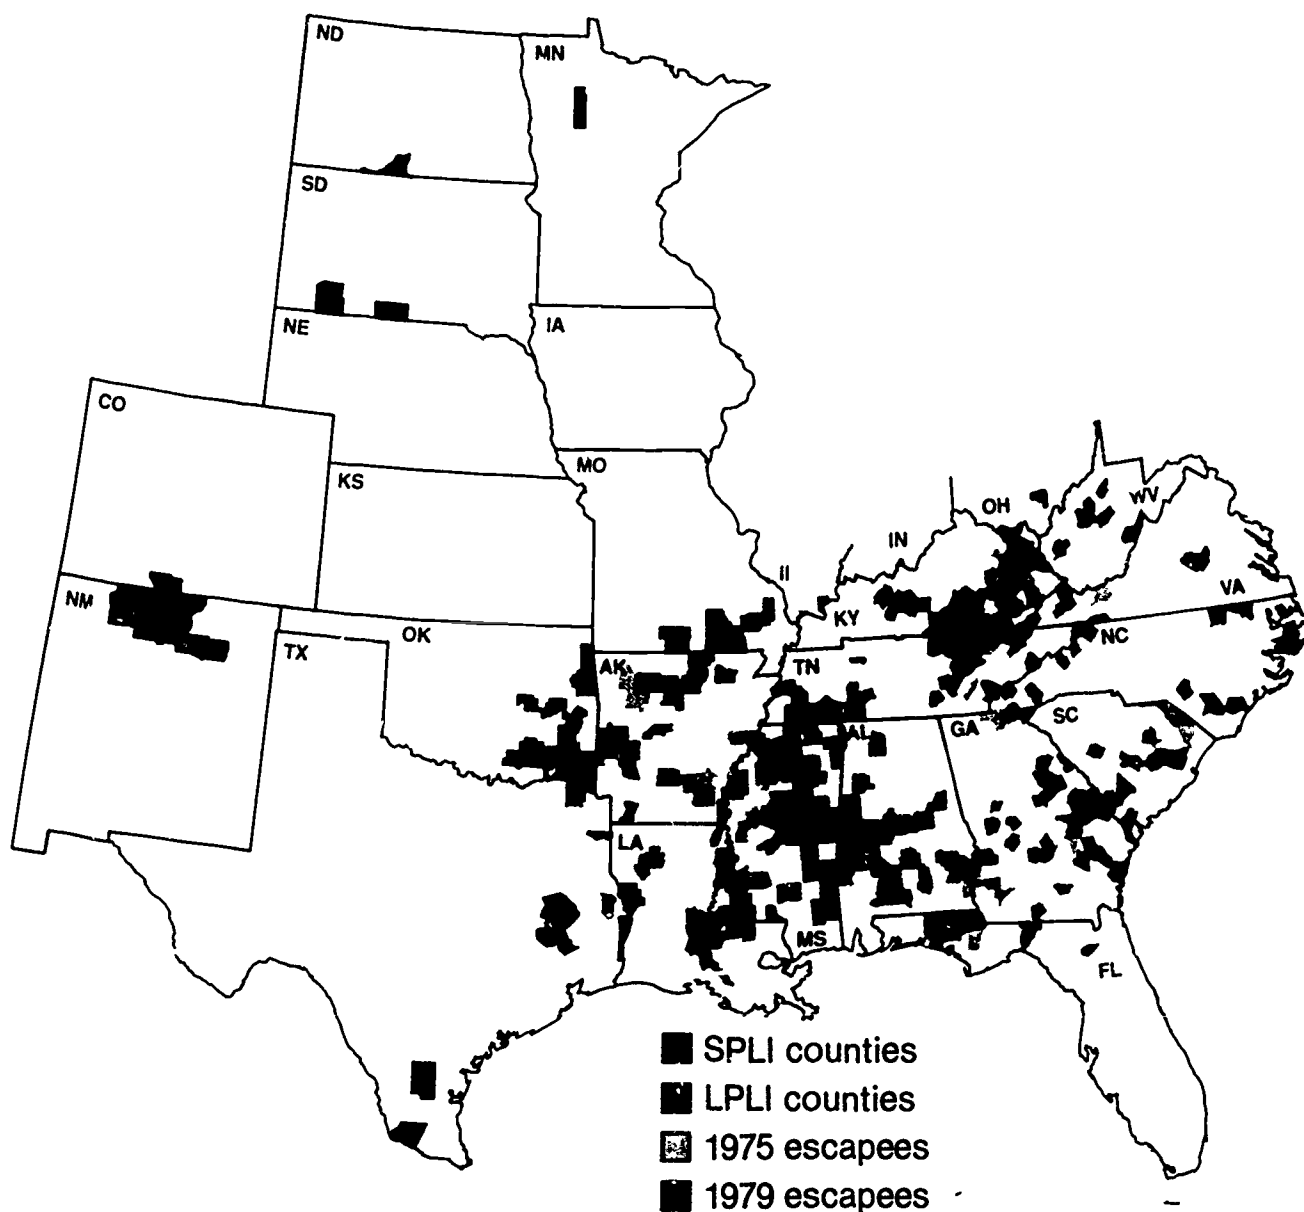 ND
MN
SD
NE
IA
CO
MO
KS
WV
OH
IN
Il
VA
NM
KY
OK
NC
TX
AK
TN
GA
SC
AL
LA
MS
FL
SPLI counties
LPLI counties
1975 escapees
1979 escapees